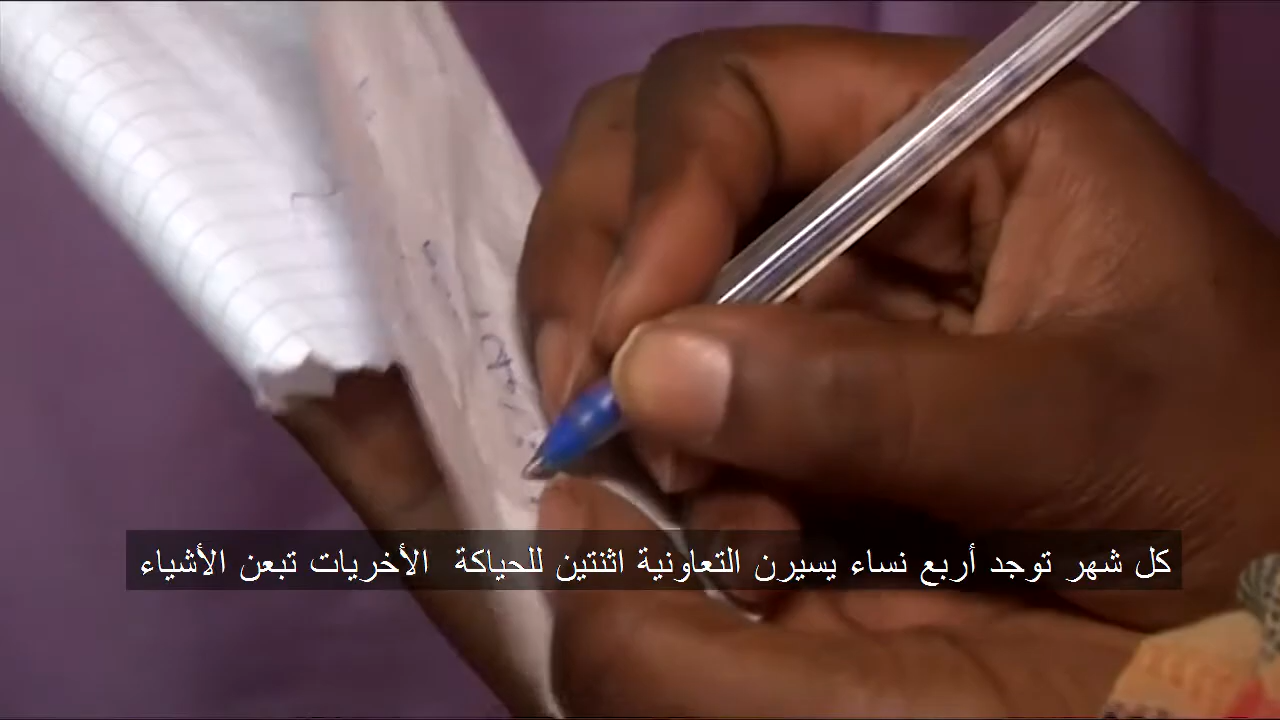 كل شهر توجد أربع نساء يسيرن التعاونية اثنتين للحياكة الأخريات تبعن الأشياء